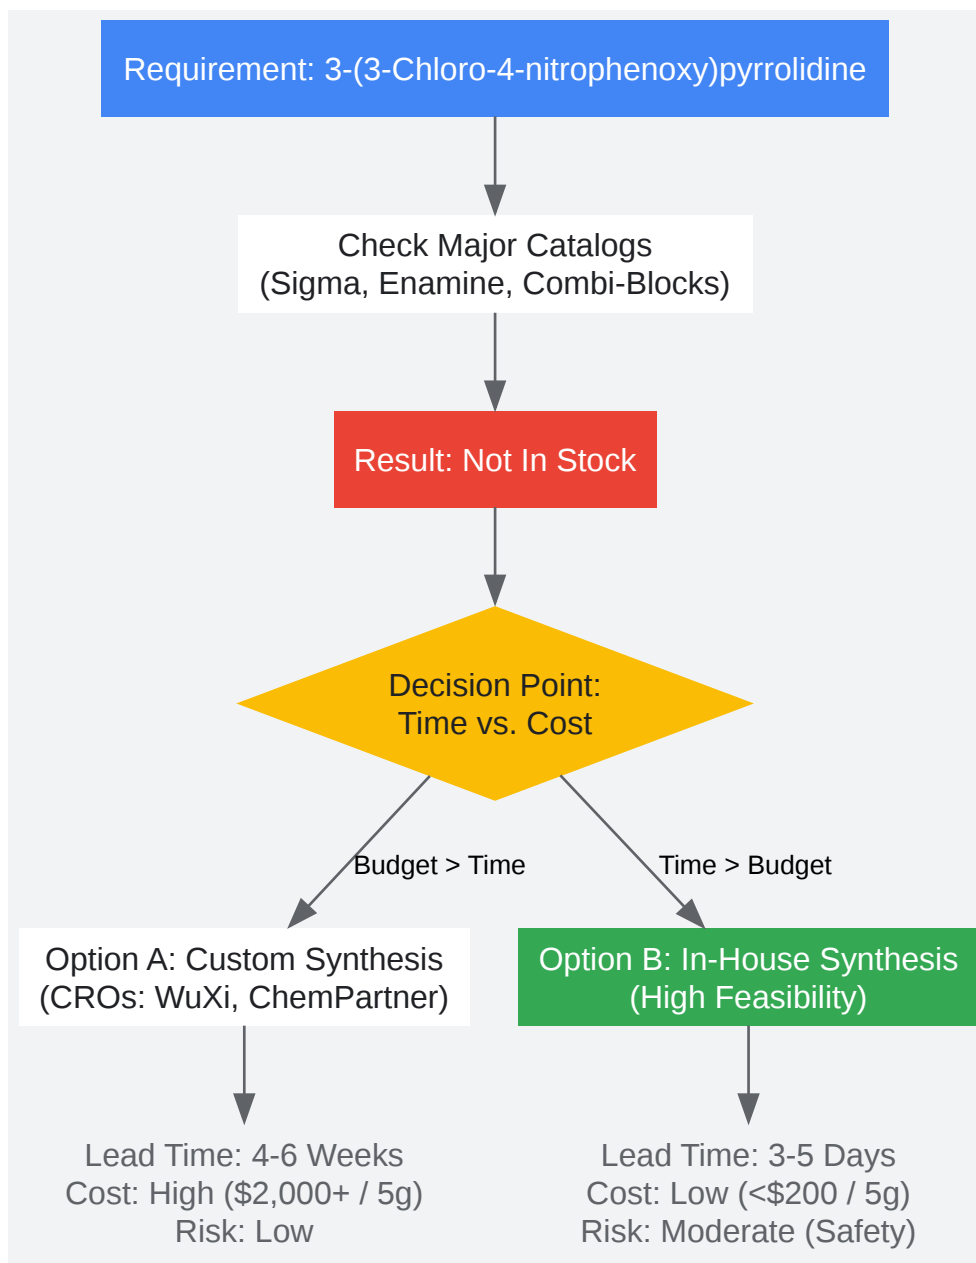 Requirement: 3-(3-Chloro-4-nitrophenoxy)pyrrolidine
Check Major Catalogs
(Sigma, Enamine, Combi-Blocks)
Result: Not In Stock
Decision Point:
Time vs. Cost
Budget > Time
Time > Budget
Option A: Custom Synthesis
(CROs: WuXi, ChemPartner)
Option B: In-House Synthesis
(High Feasibility)
Lead Time: 4-6 Weeks
Cost: High ($2,000+ / 5g)
Risk: Low
Lead Time: 3-5 Days
Cost: Low (<$200 / 5g)
Risk: Moderate (Safety)